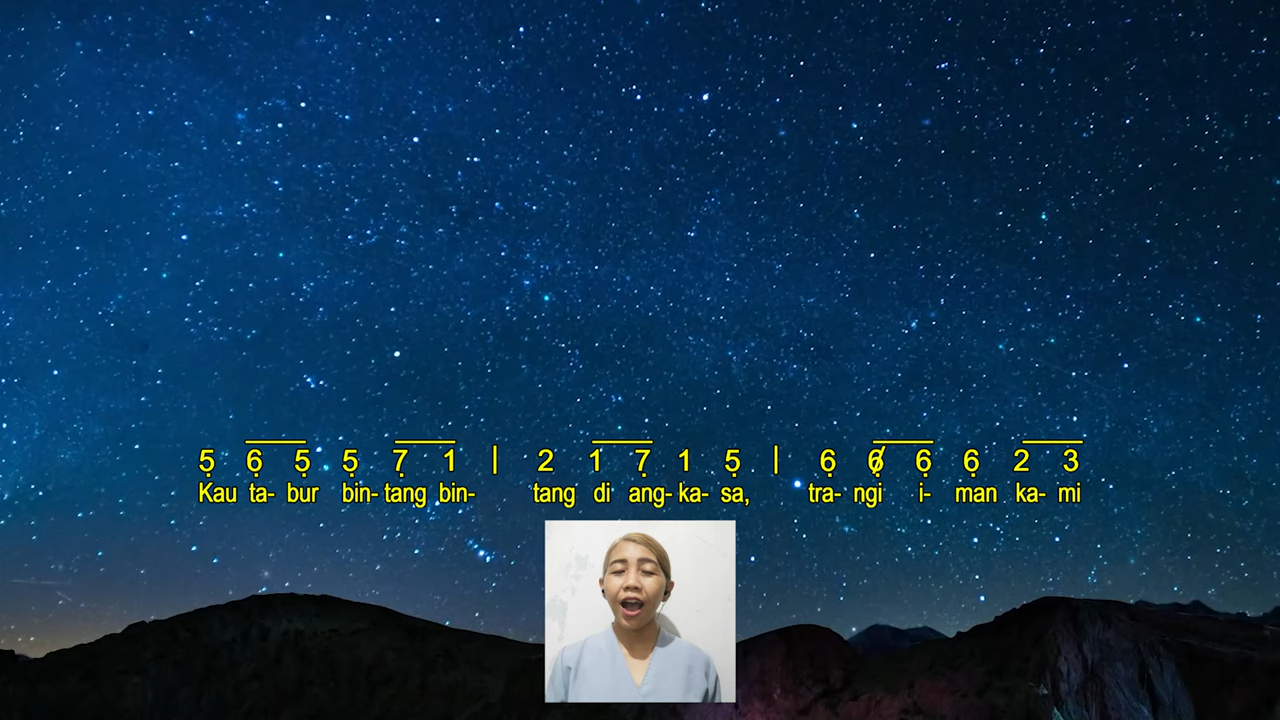 5̣ 6̣ 5̣ 5̣ 7̣ 1 | 2 1 7̣ 1 5̣ | 6̣ 6̸̣ 6̣ 6̣ 2 3
Kau ta- bur bin- tang bin- tang di ang- ka- sa, tra- ngi i- man ka- mi